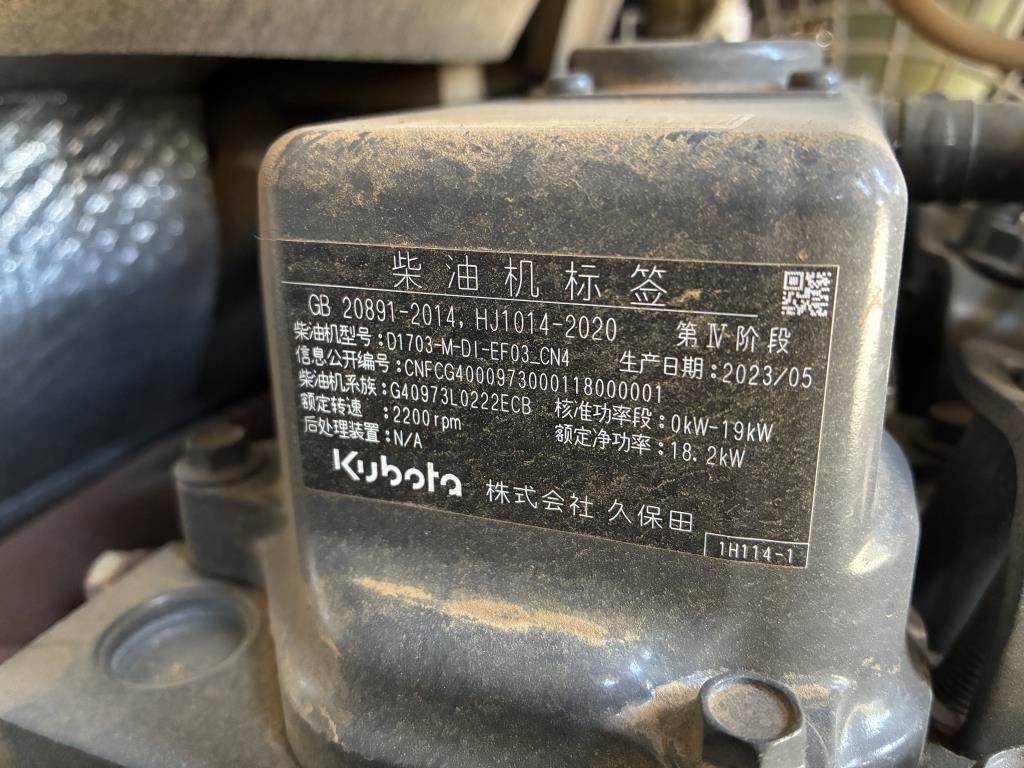 柴油机标签
GB 20891-2014, HJ1014-2020 第Ⅳ阶段
柴油机型号:D1703-M-DI-EF03_CN4 生产日期:2023/05
信息公开编号:CNFCG4000973000118000001
柴油机系族:G40973L0222ECB 核准功率段:0kW-19kW
额定转速 :2200rpm 额定净功率:18.2kW
后处理装置:N/A
Kubota 株式会社 久保田
1H114-1